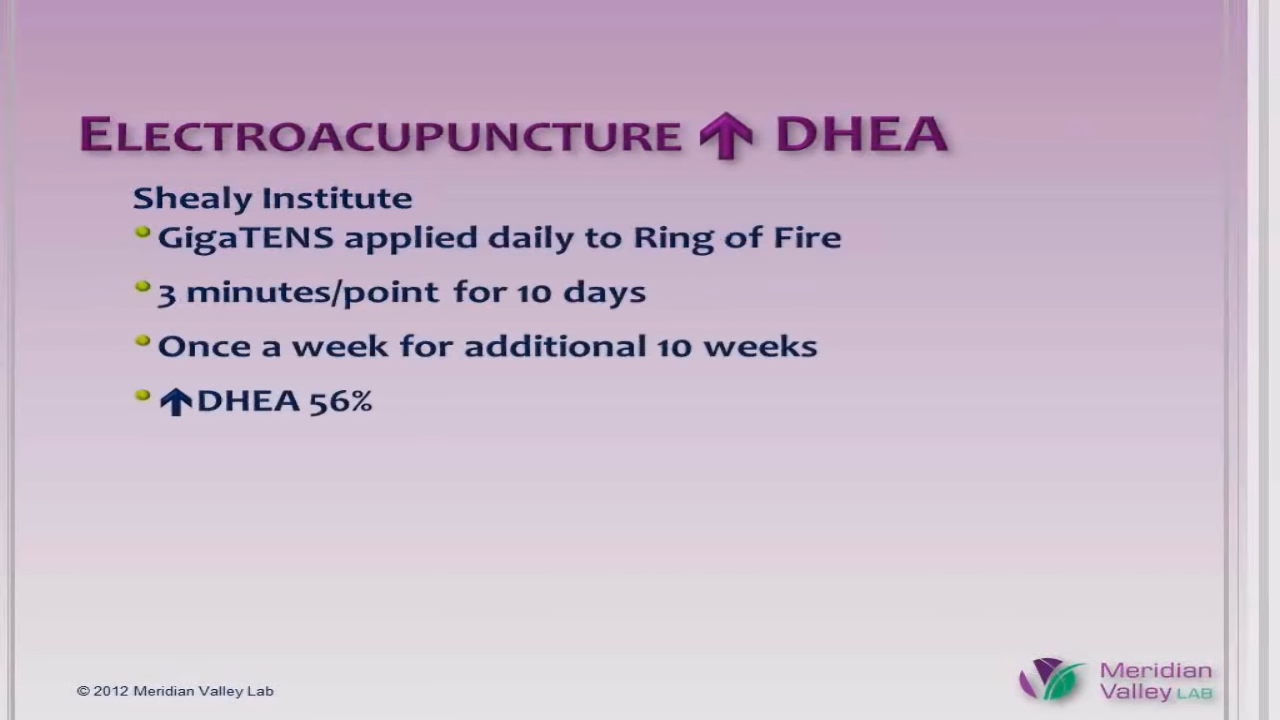 ELECTROACUPUNCTURE ↑ DHEA
Shealy Institute
• GigaTENS applied daily to Ring of Fire
• 3 minutes/point for 10 days
• Once a week for additional 10 weeks
• ↑DHEA 56%
© 2012 Meridian Valley Lab
Meridian
Valley LAB